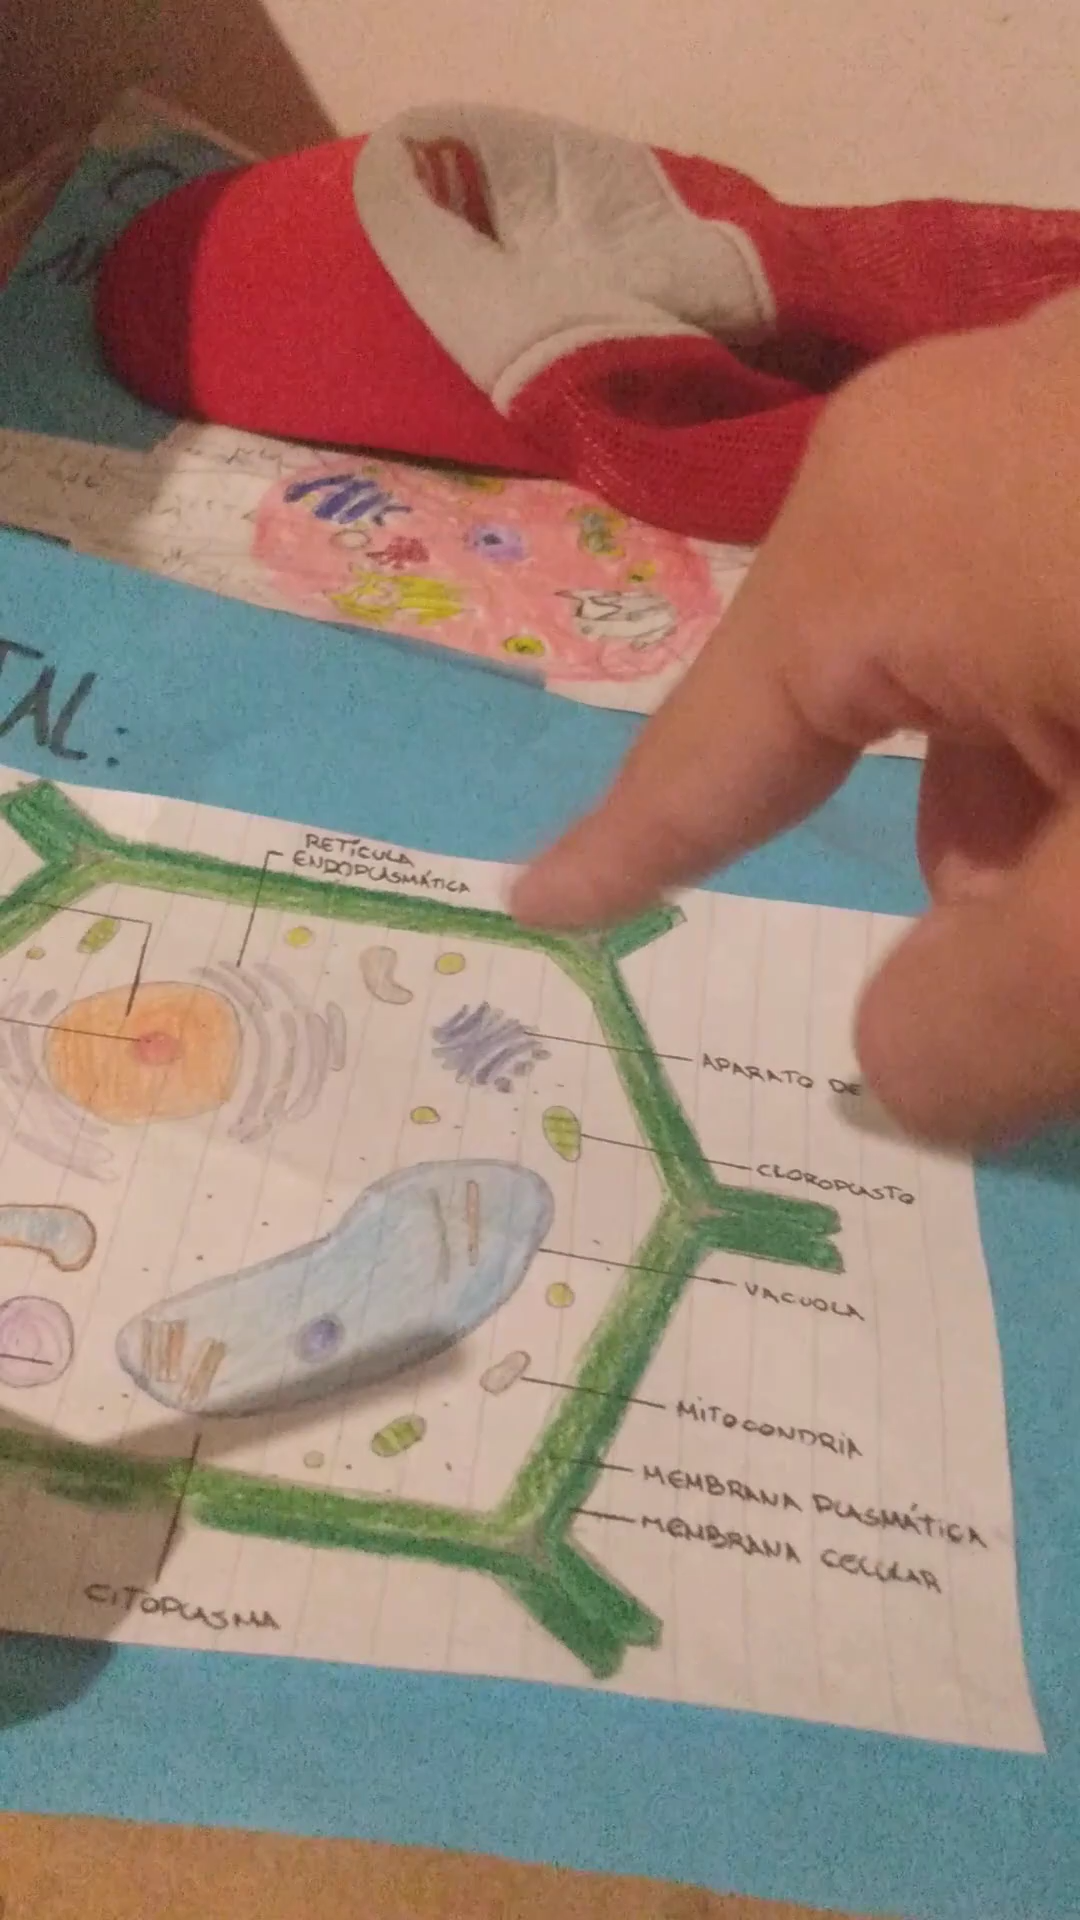 TAL:
RETÍCULA
ENDOPLASMÁTICA
APARATO DE
CLOROPLASTO
VACUOLA
MITOCONDRIA
MEMBRANA PLASMÁTICA
MEMBRANA CELULAR
CITOPLASMA